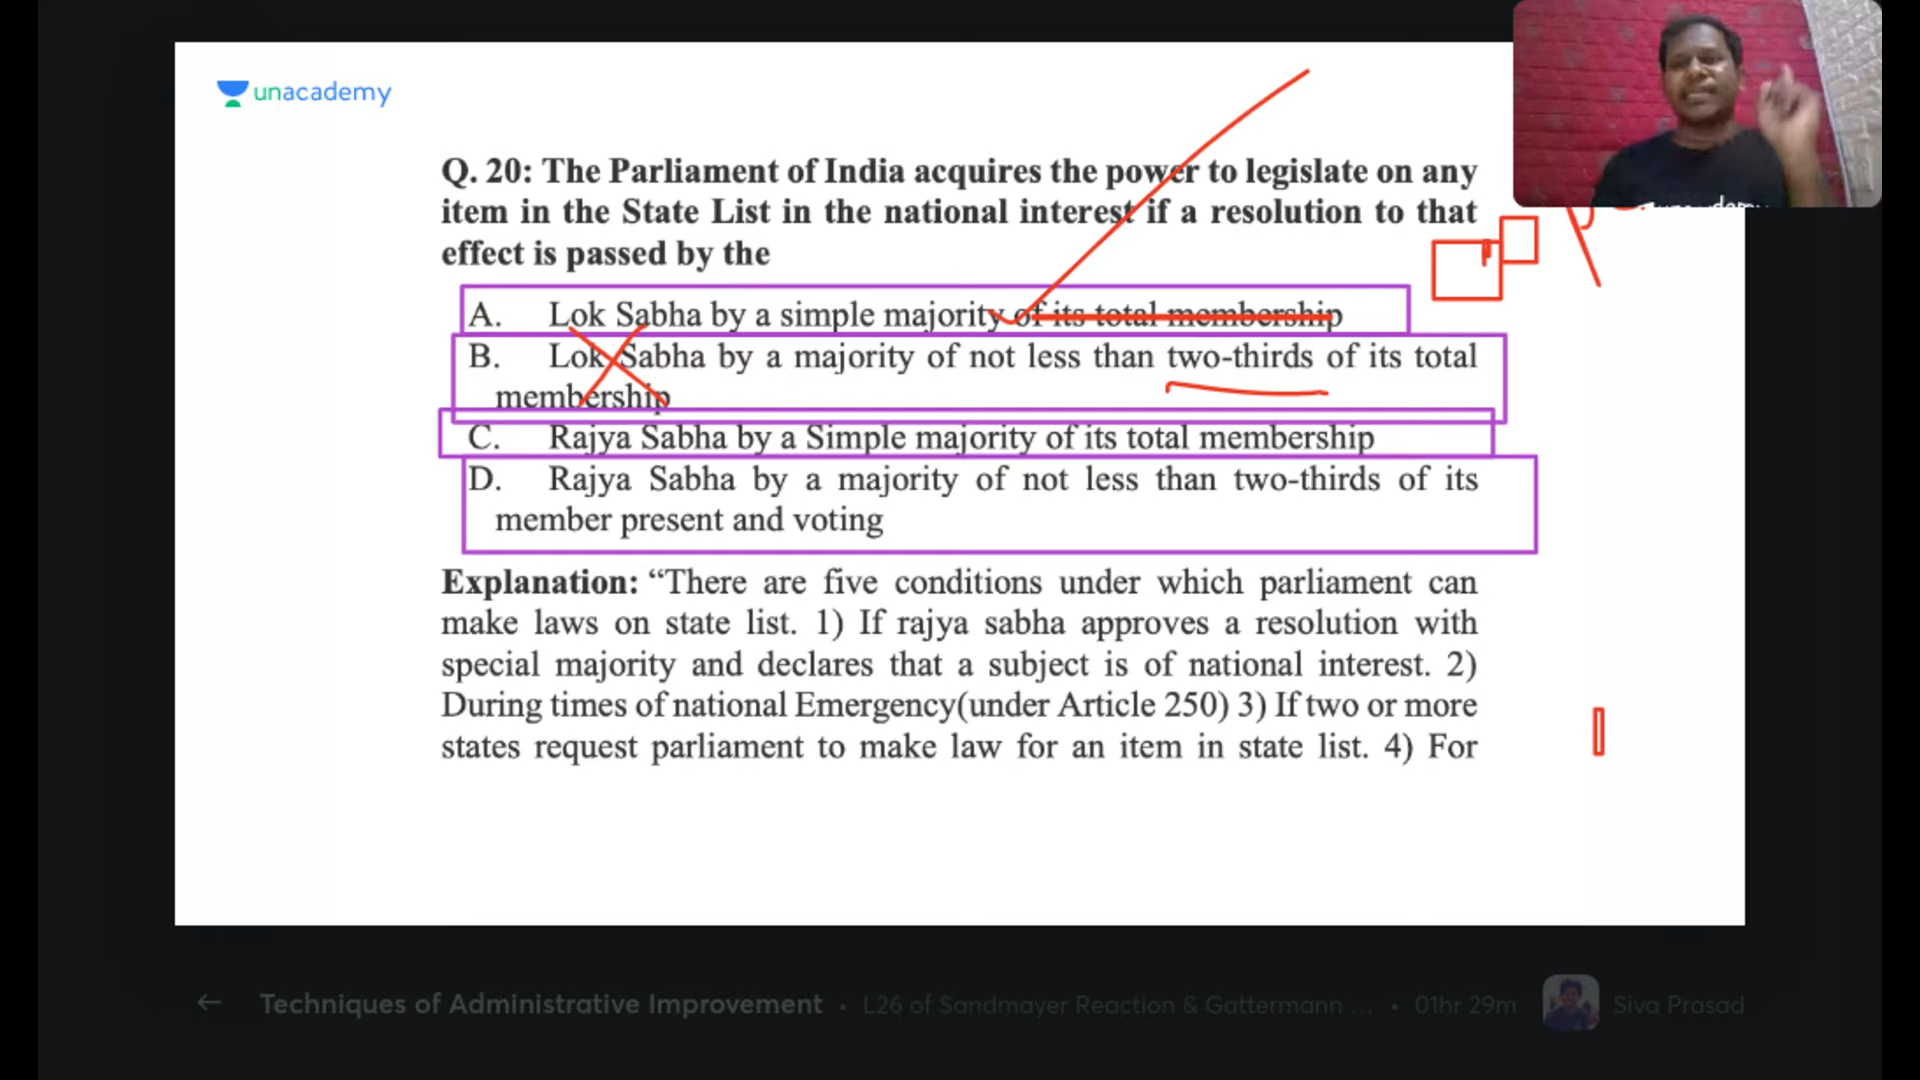 unacademy
Q. 20: The Parliament of India acquires the power to legislate on any
item in the State List in the national interest if a resolution to that
effect is passed by the
A. Lok Sabha by a simple majority of its total membership
B. Lok Sabha by a majority of not less than two-thirds of its total
membership
C. Rajya Sabha by a Simple majority of its total membership
D. Rajya Sabha by a majority of not less than two-thirds of its
member present and voting
Explanation: “There are five conditions under which parliament can
make laws on state list. 1) If rajya sabha approves a resolution with
special majority and declares that a subject is of national interest. 2)
During times of national Emergency(under Article 250) 3) If two or more
states request parliament to make law for an item in state list. 4) For
Techniques of Administrative Improvement • L26 of Sandmayer Reaction & Gattermann ... • 01hr 29m Siva Prasad